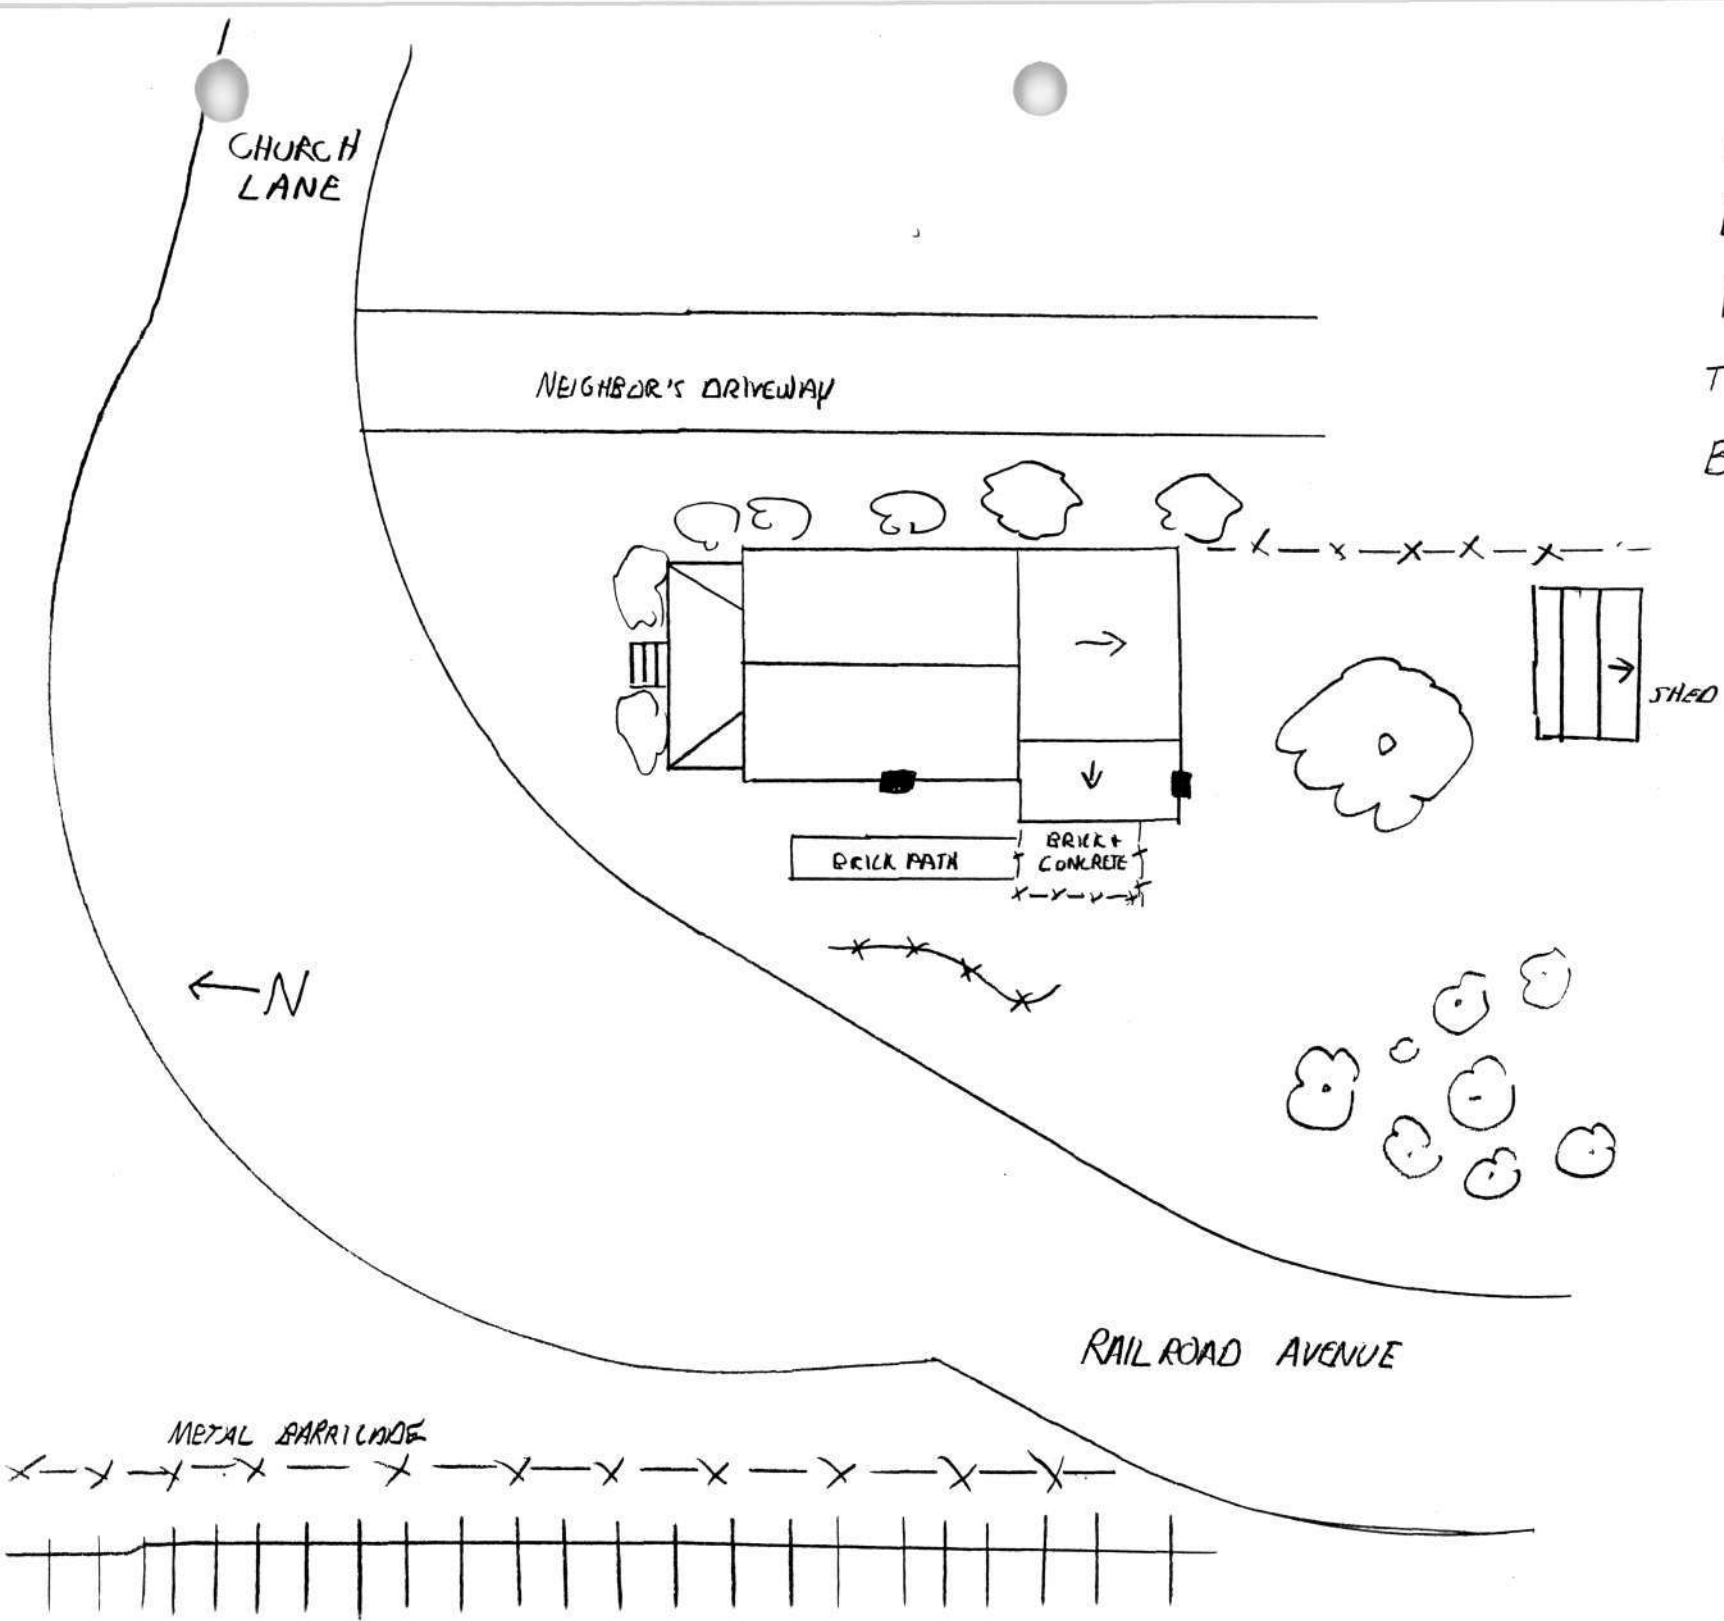 CHURCH
LANE
NEIGHBOR'S DRIVEWAY
SHED
BRICK +
CONCRETE
BRICK PATH
← N
RAILROAD AVENUE
METAL BARRICADE